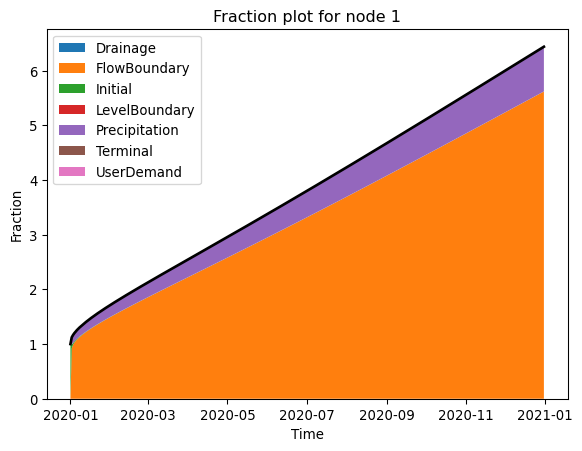 Fraction plot for node 1
Drainage
FlowBoundary
Initial
LevelBoundary
Precipitation
Terminal
UserDemand
Fraction
6
5
4
3
2
1
0
2020-01 2020-03 2020-05 2020-07 2020-09 2020-11 2021-01
Time